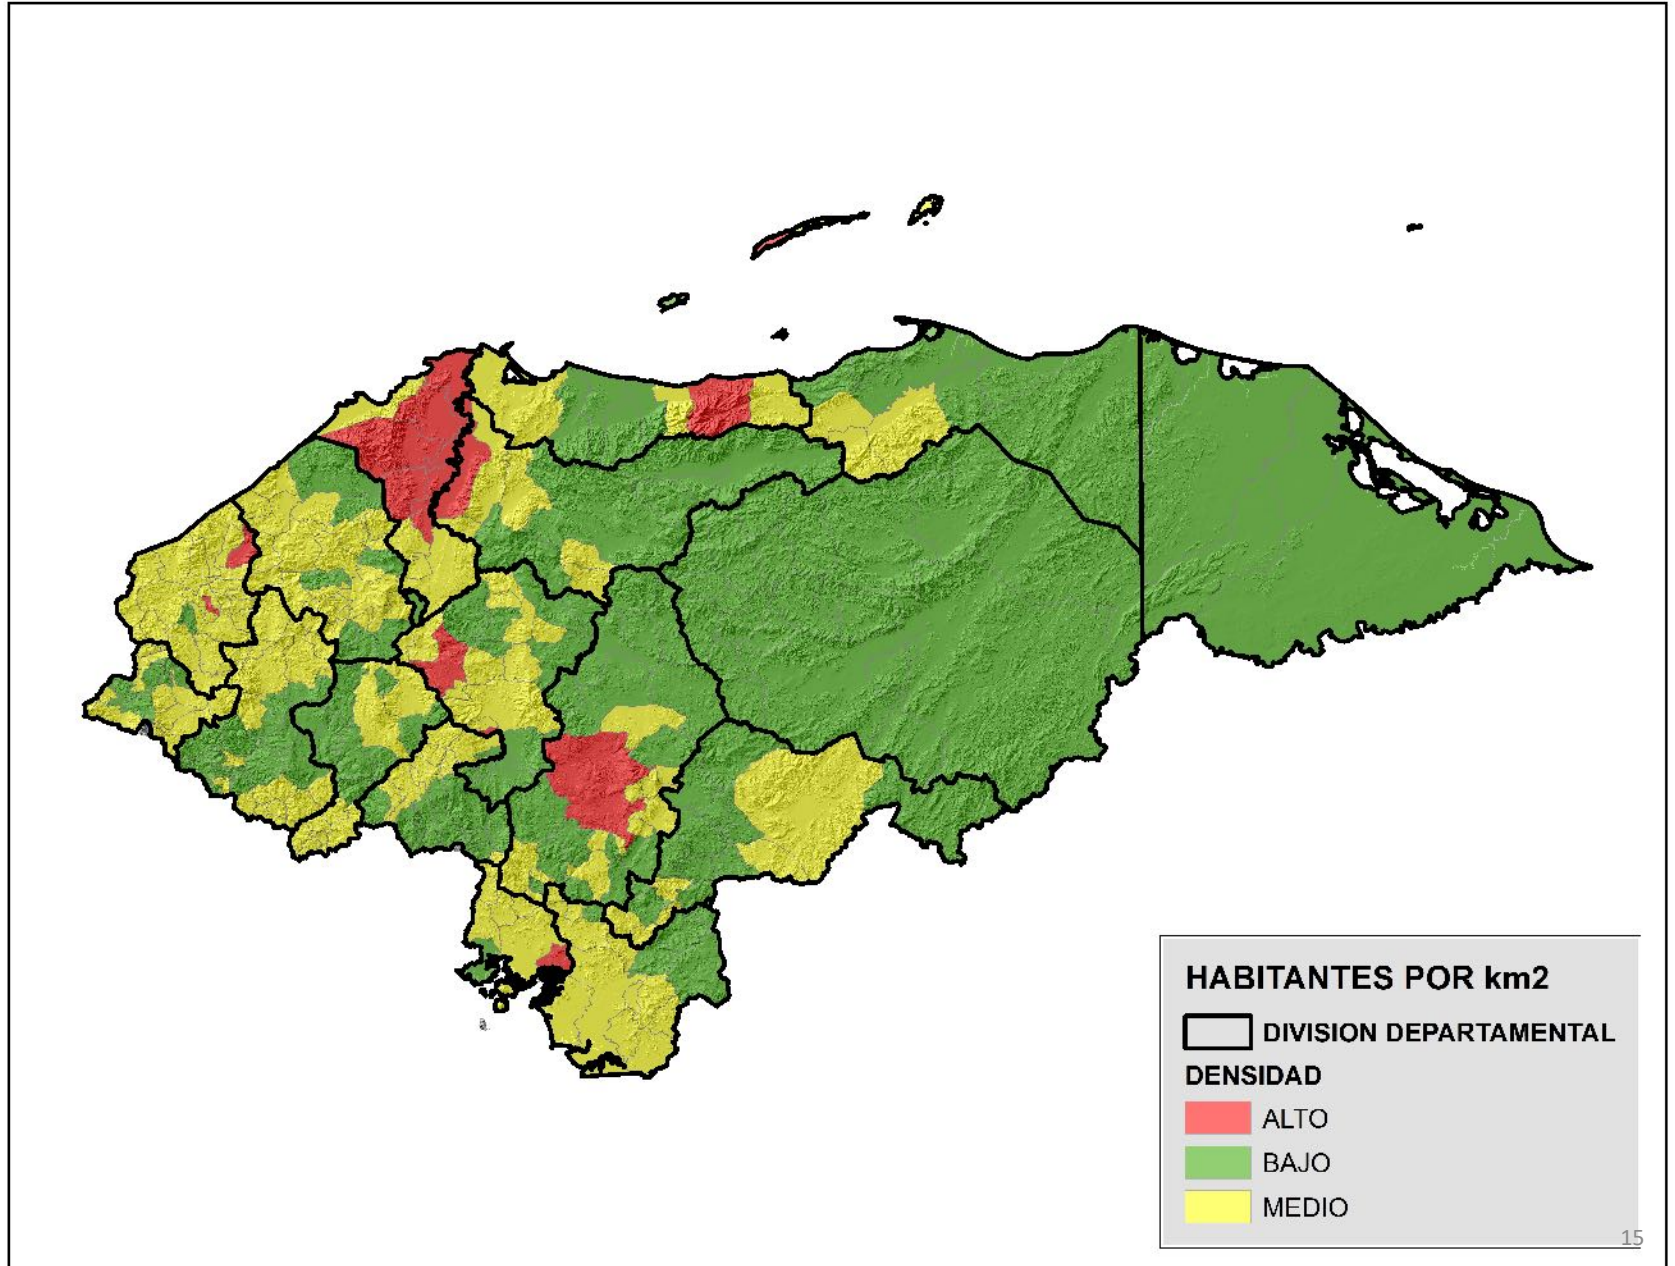 HABITANTES POR km2
DIVISION DEPARTAMENTAL
DENSIDAD
ALTO
BAJO
MEDIO
15